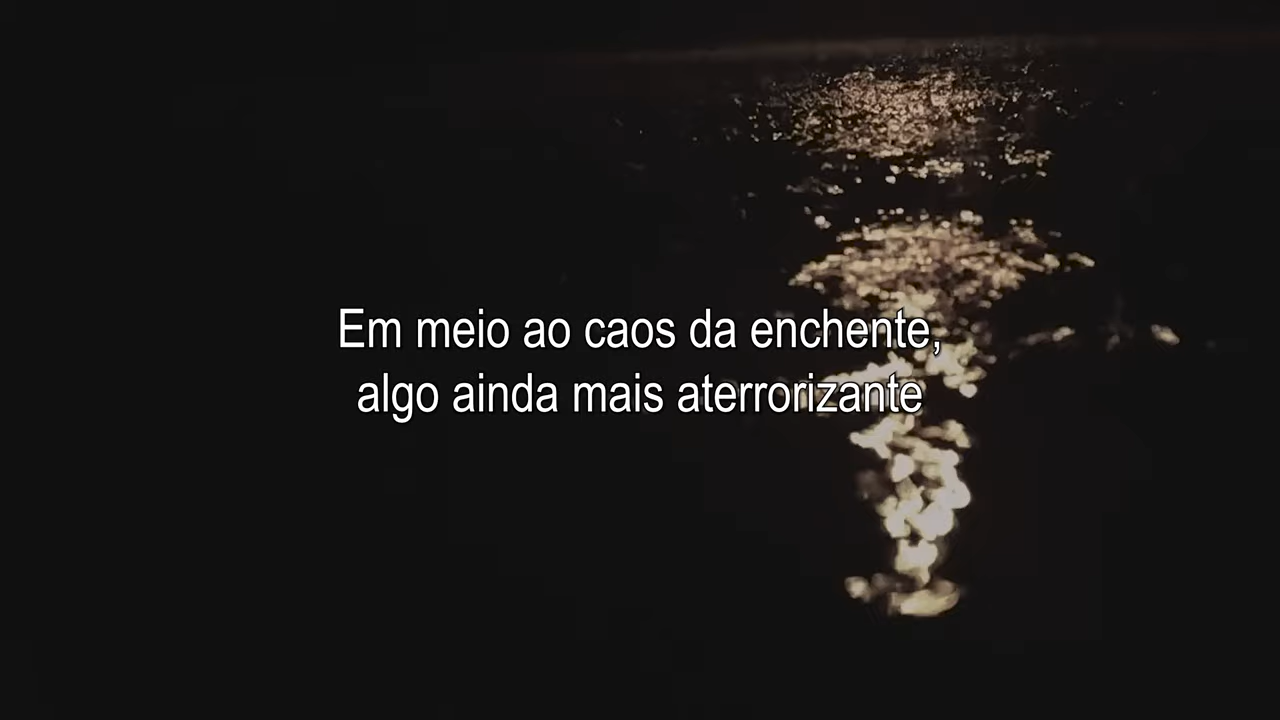 Em meio ao caos da enchente,
algo ainda mais aterrorizante